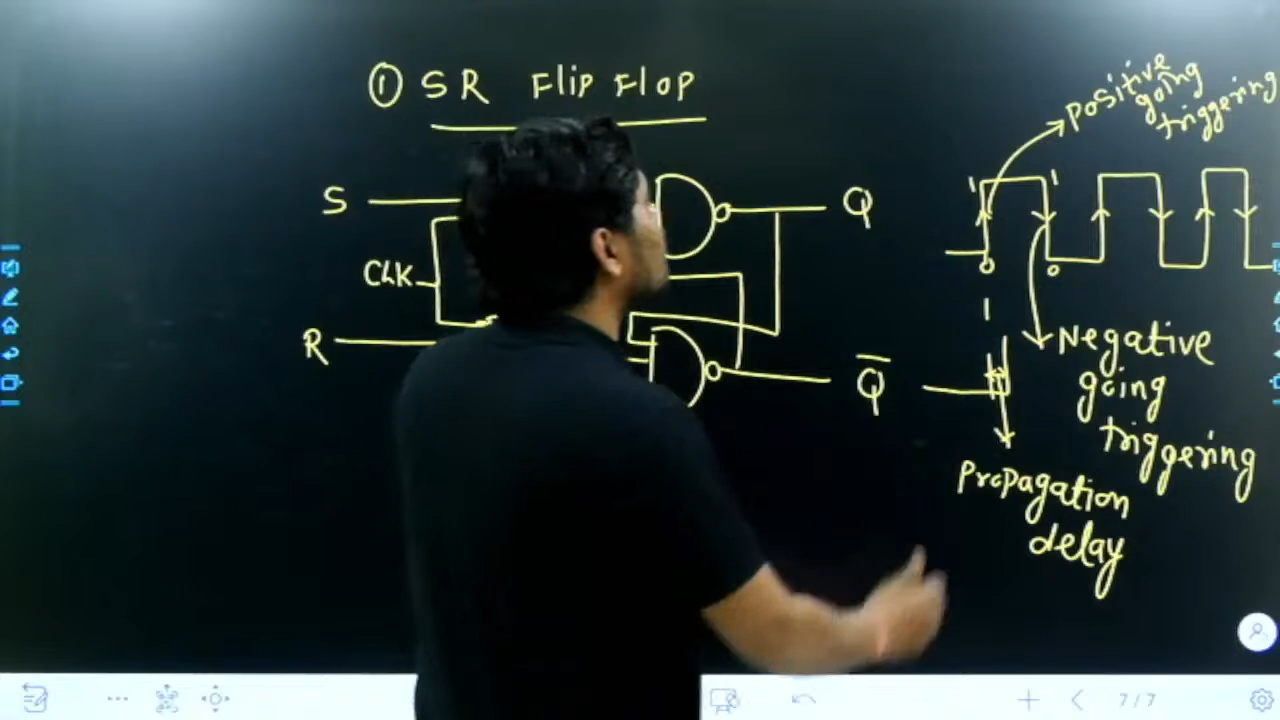 ① SR Flip Flop
S
CLK
R
Q
Q̅
Positive
going
triggering
1
1
0
0
Negative
going
triggering
Propagation
delay
7/7